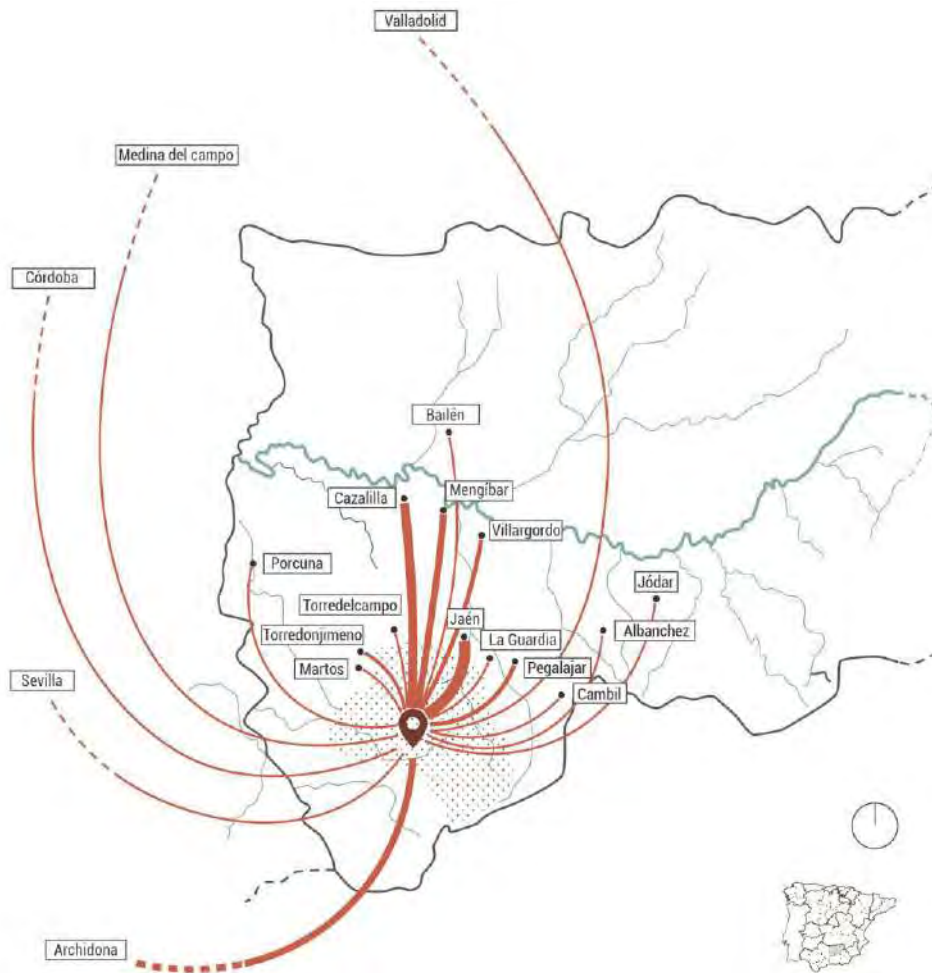 Valladolid
Medina del campo
Córdoba
Bailén
Cazalilla
Mengíbar
Villargordo
Porcuna
Jódar
Torredelcampo
Jaén
Albanchez
Torredonjimeno
La Guardia
Martos
Pegalajar
Sevilla
Cambil
Archidona